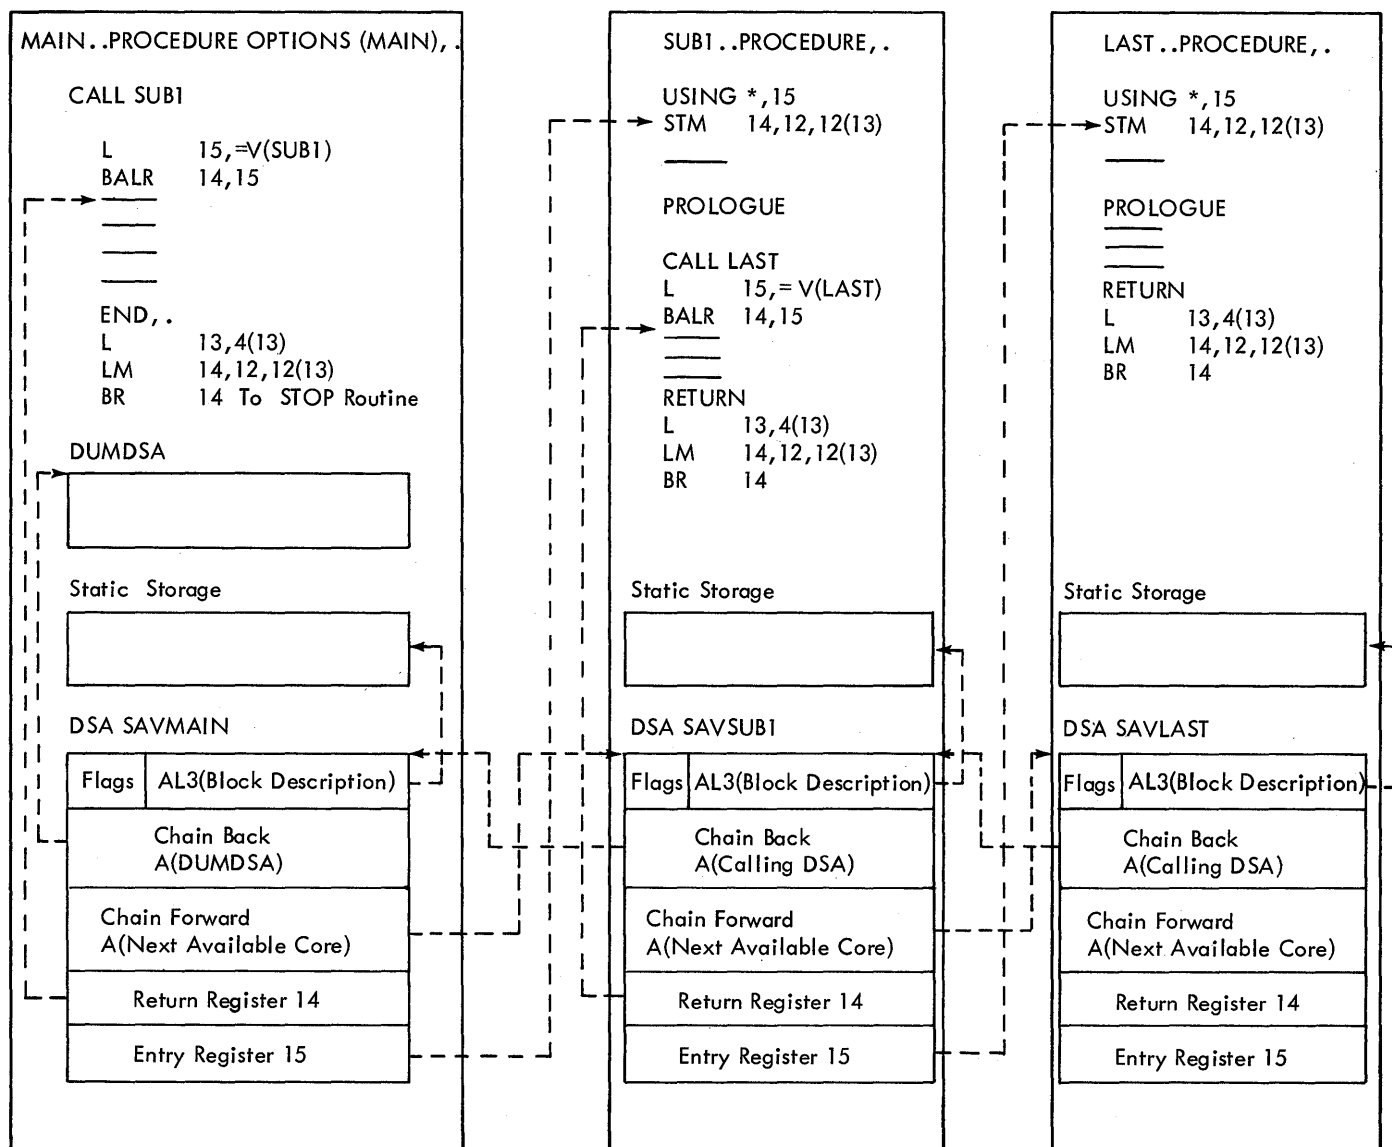 MAIN..PROCEDURE OPTIONS (MAIN),.
CALL SUB1
L 15,=V(SUB1)
BALR 14,15
END,.
L 13,4(13)
LM 14,12,12(13)
BR 14 To STOP Routine
DUMDSA
Static Storage
DSA SAVMAIN
Flags AL3(Block Description)
Chain Back
A(DUMDSA)
Chain Forward
A(Next Available Core)
Return Register 14
Entry Register 15
SUB1..PROCEDURE,.
USING *,15
STM 14,12,12(13)
PROLOGUE
CALL LAST
L 15,= V(LAST)
BALR 14,15
RETURN
L 13,4(13)
LM 14,12,12(13)
BR 14
Static Storage
DSA SAVSUB1
Flags AL3(Block Description)
Chain Back
A(Calling DSA)
Chain Forward
A(Next Available Core)
Return Register 14
Entry Register 15
LAST..PROCEDURE,.
USING *,15
STM 14,12,12(13)
PROLOGUE
RETURN
L 13,4(13)
LM 14,12,12(13)
BR 14
Static Storage
DSA SAVLAST
Flags AL3(Block Description)
Chain Back
A(Calling DSA)
Chain Forward
A(Next Available Core)
Return Register 14
Entry Register 15